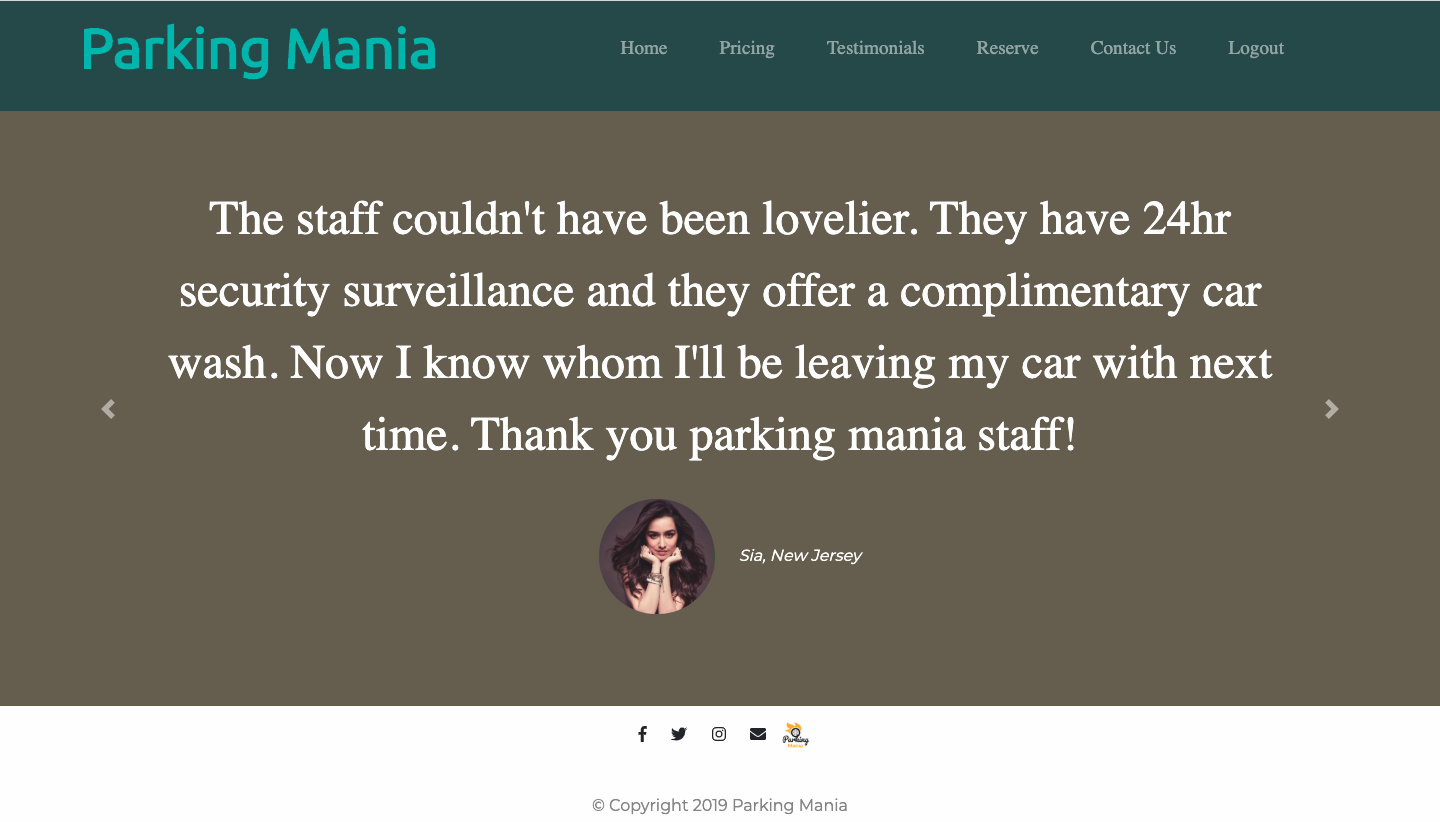 Parking Mania
Home Pricing Testimonials Reserve Contact Us Logout
The staff couldn't have been lovelier. They have 24hr
security surveillance and they offer a complimentary car
wash. Now I know whom I'll be leaving my car with next
time. Thank you parking mania staff!
Sia, New Jersey
Parking
Mania
© Copyright 2019 Parking Mania